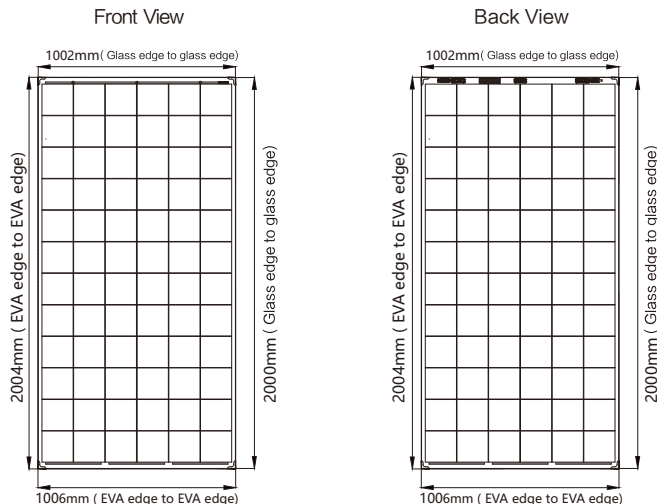 Front View
Back View
1002mm( Glass edge to glass edge)
1002mm( Glass edge to glass edge)
2004mm ( EVA edge to EVA edge)
2000mm ( Glass edge to glass edge)
2004mm ( EVA edge to EVA edge)
2000mm ( Glass edge to glass edge)
1006mm ( EVA edge to EVA edge)
1006mm ( EVA edge to EVA edge)